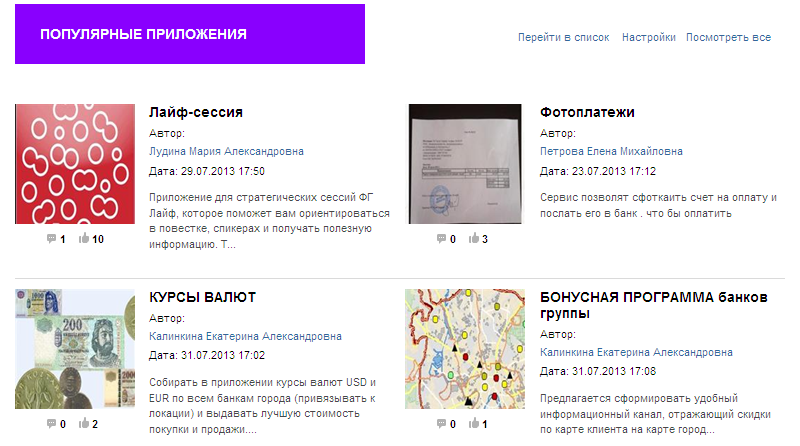 ПОПУЛЯРНЫЕ ПРИЛОЖЕНИЯ
Перейти в список Настройки Посмотреть все
Лайф-сессия
Автор:
Лудина Мария Александровна
Дата: 29.07.2013 17:50
Приложение для стратегических сессий ФГ
Лайф, которое поможет вам ориентироваться
в повестке, спикерах и получать полезную
информацию. Т...
1 10
Фотоплатежи
Автор:
Петрова Елена Михайловна
Дата: 23.07.2013 17:12
Сервис позволят сфоткаить счет на оплату и
послать его в банк . что бы оплатить
0 3
КУРСЫ ВАЛЮТ
Автор:
Калинкина Екатерина Александровна
Дата: 31.07.2013 17:02
Собирать в приложении курсы валют USD и
EUR по всем банкам города (привязывать к
локации) и выдавать лучшую стоимость
покупки и продажи....
1000
200
0 2
БОНУСНАЯ ПРОГРАММА банков
группы
Автор:
Калинкина Екатерина Александровна
Дата: 31.07.2013 17:08
Предлагается сформировать удобный
информационный канал, отражающий скидки
по карте клиента на карте город...
0 1